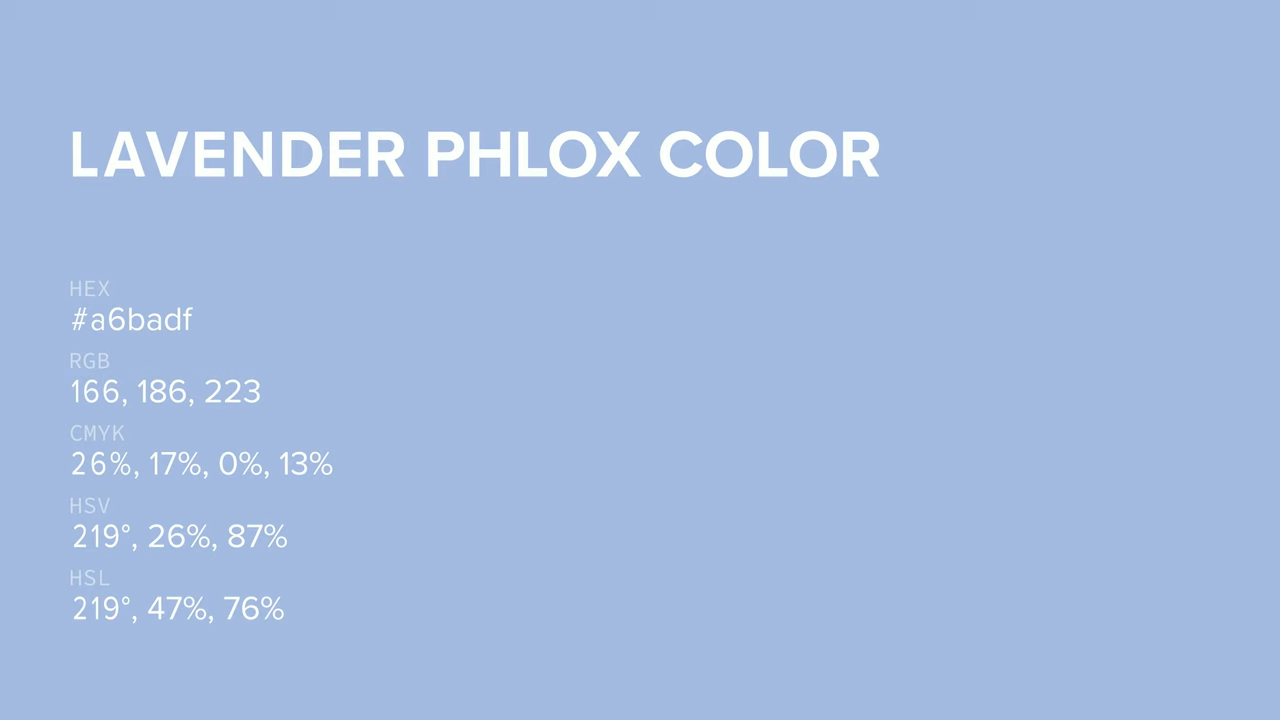 LAVENDER PHLOX COLOR
HEX
#a6badf
RGB
166, 186, 223
CMYK
26%, 17%, 0%, 13%
HSV
219°, 26%, 87%
HSL
219°, 47%, 76%